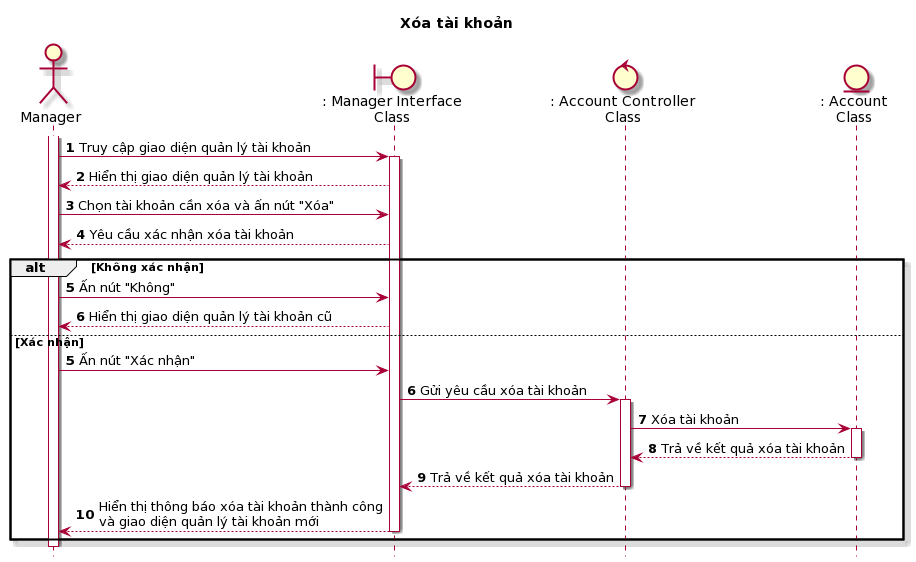 Xóa tài khoản
Manager
: Manager Interface
Class
: Account Controller
Class
: Account
Class
1 Truy cập giao diện quản lý tài khoản
2 Hiển thị giao diện quản lý tài khoản
3 Chọn tài khoản cần xóa và ấn nút "Xóa"
4 Yêu cầu xác nhận xóa tài khoản
alt [Không xác nhận]
5 Ấn nút "Không"
6 Hiển thị giao diện quản lý tài khoản cũ
[Xác nhận]
5 Ấn nút "Xác nhận"
6 Gửi yêu cầu xóa tài khoản
7 Xóa tài khoản
8 Trả về kết quả xóa tài khoản
9 Trả về kết quả xóa tài khoản
10 Hiển thị thông báo xóa tài khoản thành công
và giao diện quản lý tài khoản mới